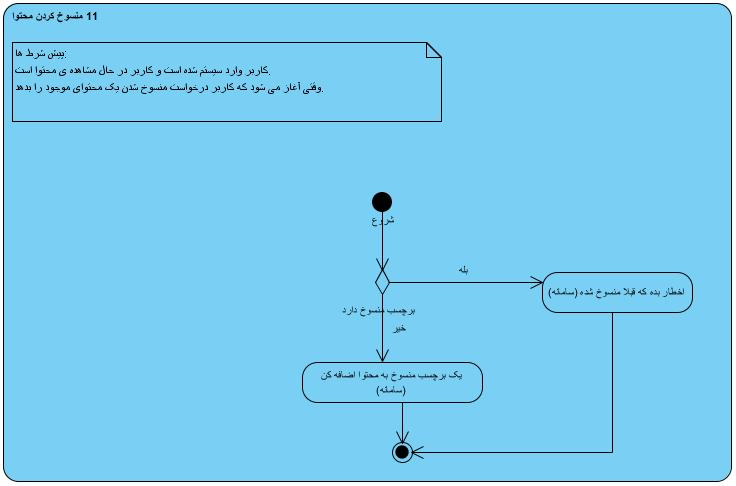 11 منسوخ کردن محتوا
پیش شرط ها:
کاربر وارد سیستم شده است و کاربر در حال مشاهده ی محتوا است.
وقتی آغاز می شود که کاربر درخواست منسوخ شدن یک محتوای موجود را بدهد.
شروع
بله
اخطار بده که قبلا منسوخ شده (سامانه)
برچسب منسوخ دارد
خیر
یک برچسب منسوخ به محتوا اضافه کن
(سامانه)